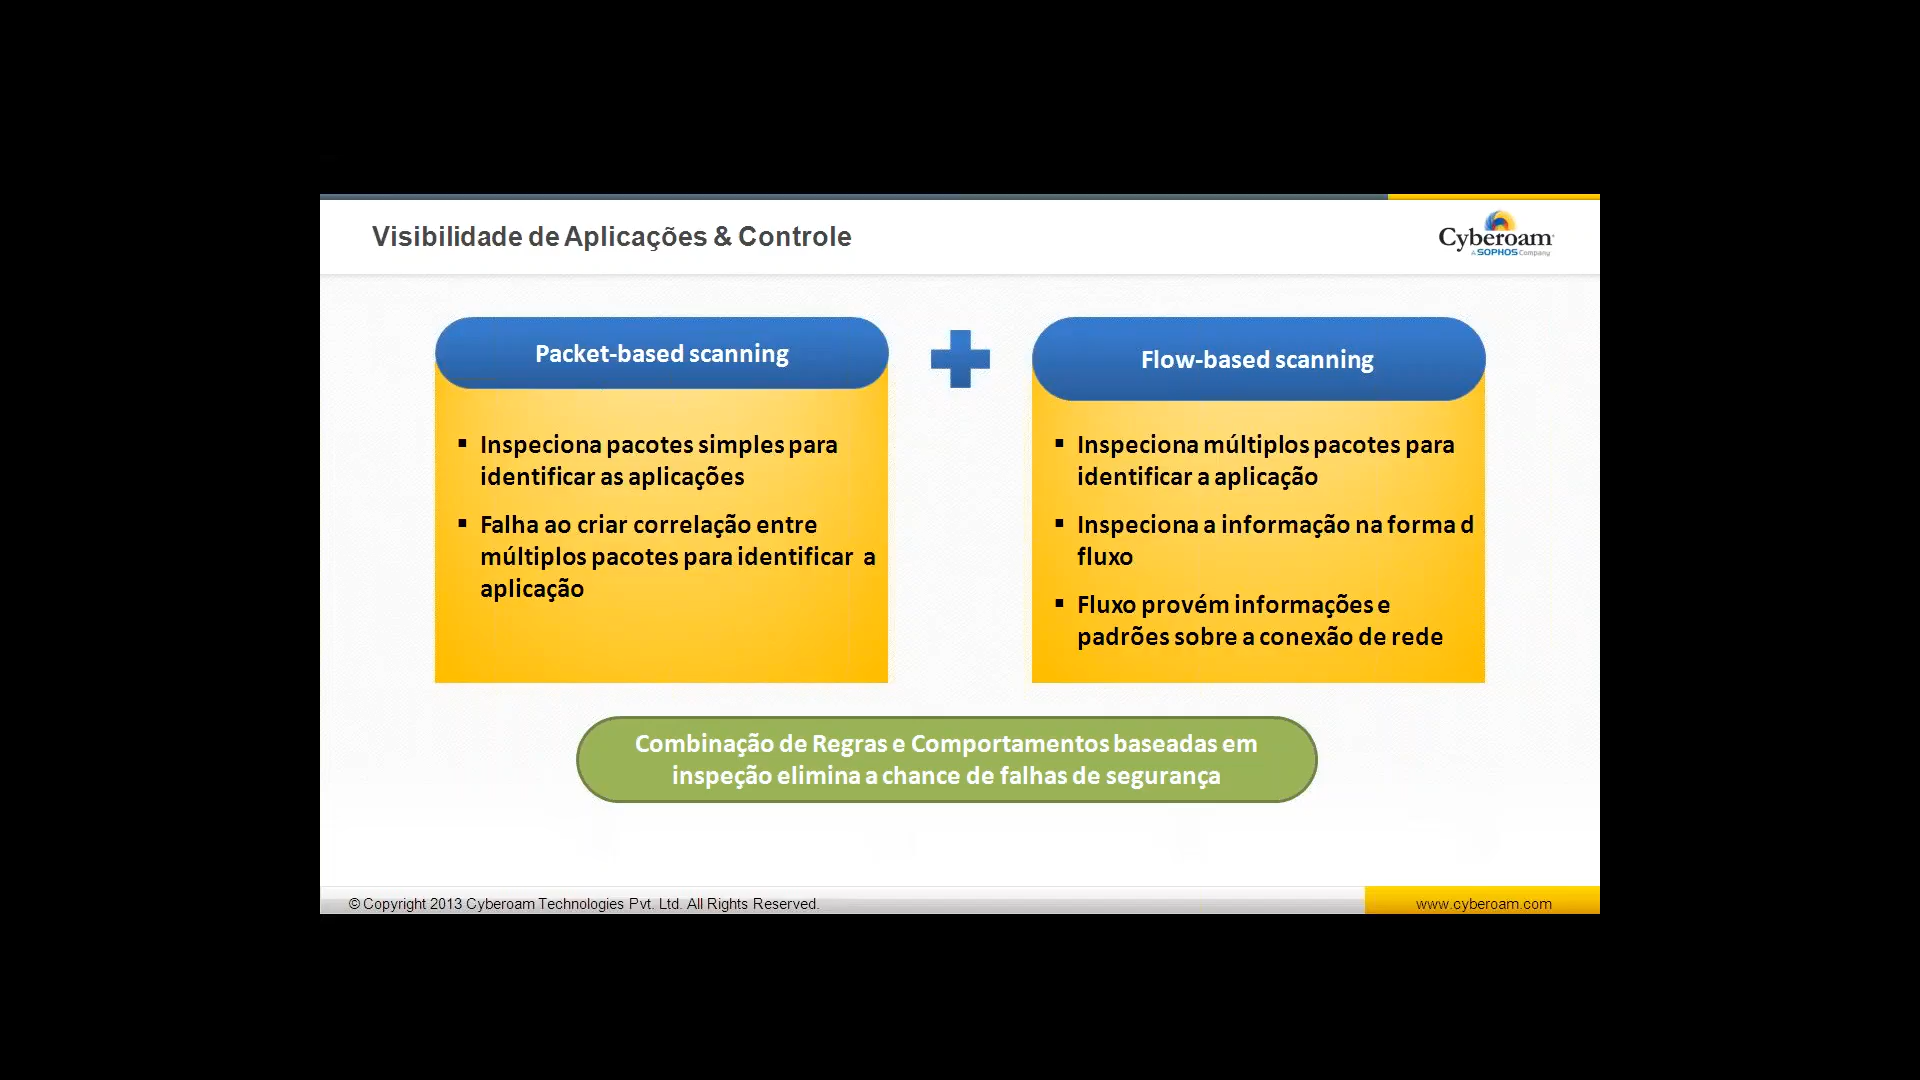 Visibilidade de Aplicações & Controle
Cyberoam
A SOPHOS Company
Packet-based scanning
▪ Inspeciona pacotes simples para
identificar as aplicações
▪ Falha ao criar correlação entre
múltiplos pacotes para identificar a
aplicação
Flow-based scanning
▪ Inspeciona múltiplos pacotes para
identificar a aplicação
▪ Inspeciona a informação na forma d
fluxo
▪ Fluxo provém informações e
padrões sobre a conexão de rede
Combinação de Regras e Comportamentos baseadas em
inspeção elimina a chance de falhas de segurança
© Copyright 2013 Cyberoam Technologies Pvt. Ltd. All Rights Reserved.
www.cyberoam.com